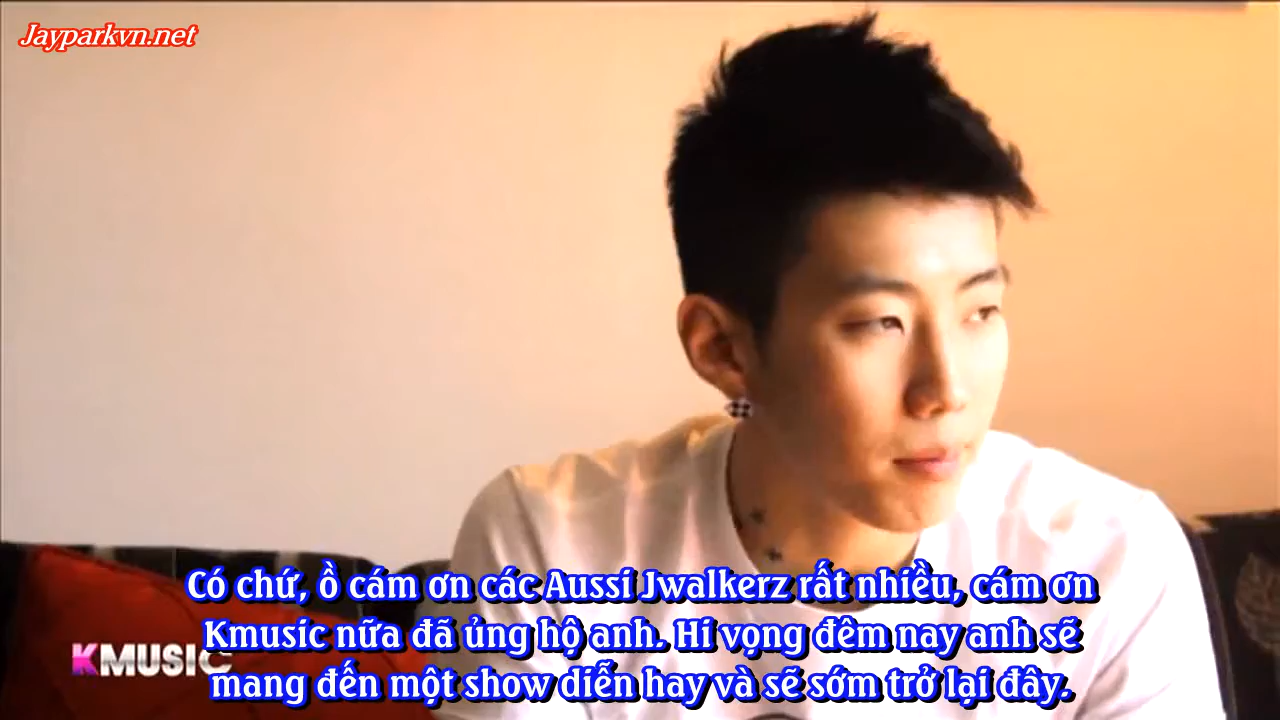 Jayparkvn.net
Có chứ, ồ cám ơn các Aussi Jwalkerz rất nhiều, cám ơn
Kmusic nữa đã ủng hộ anh. Hi vọng đêm nay anh sẽ
KMUSIC
mang đến một show diễn hay và sẽ sớm trở lại đây.